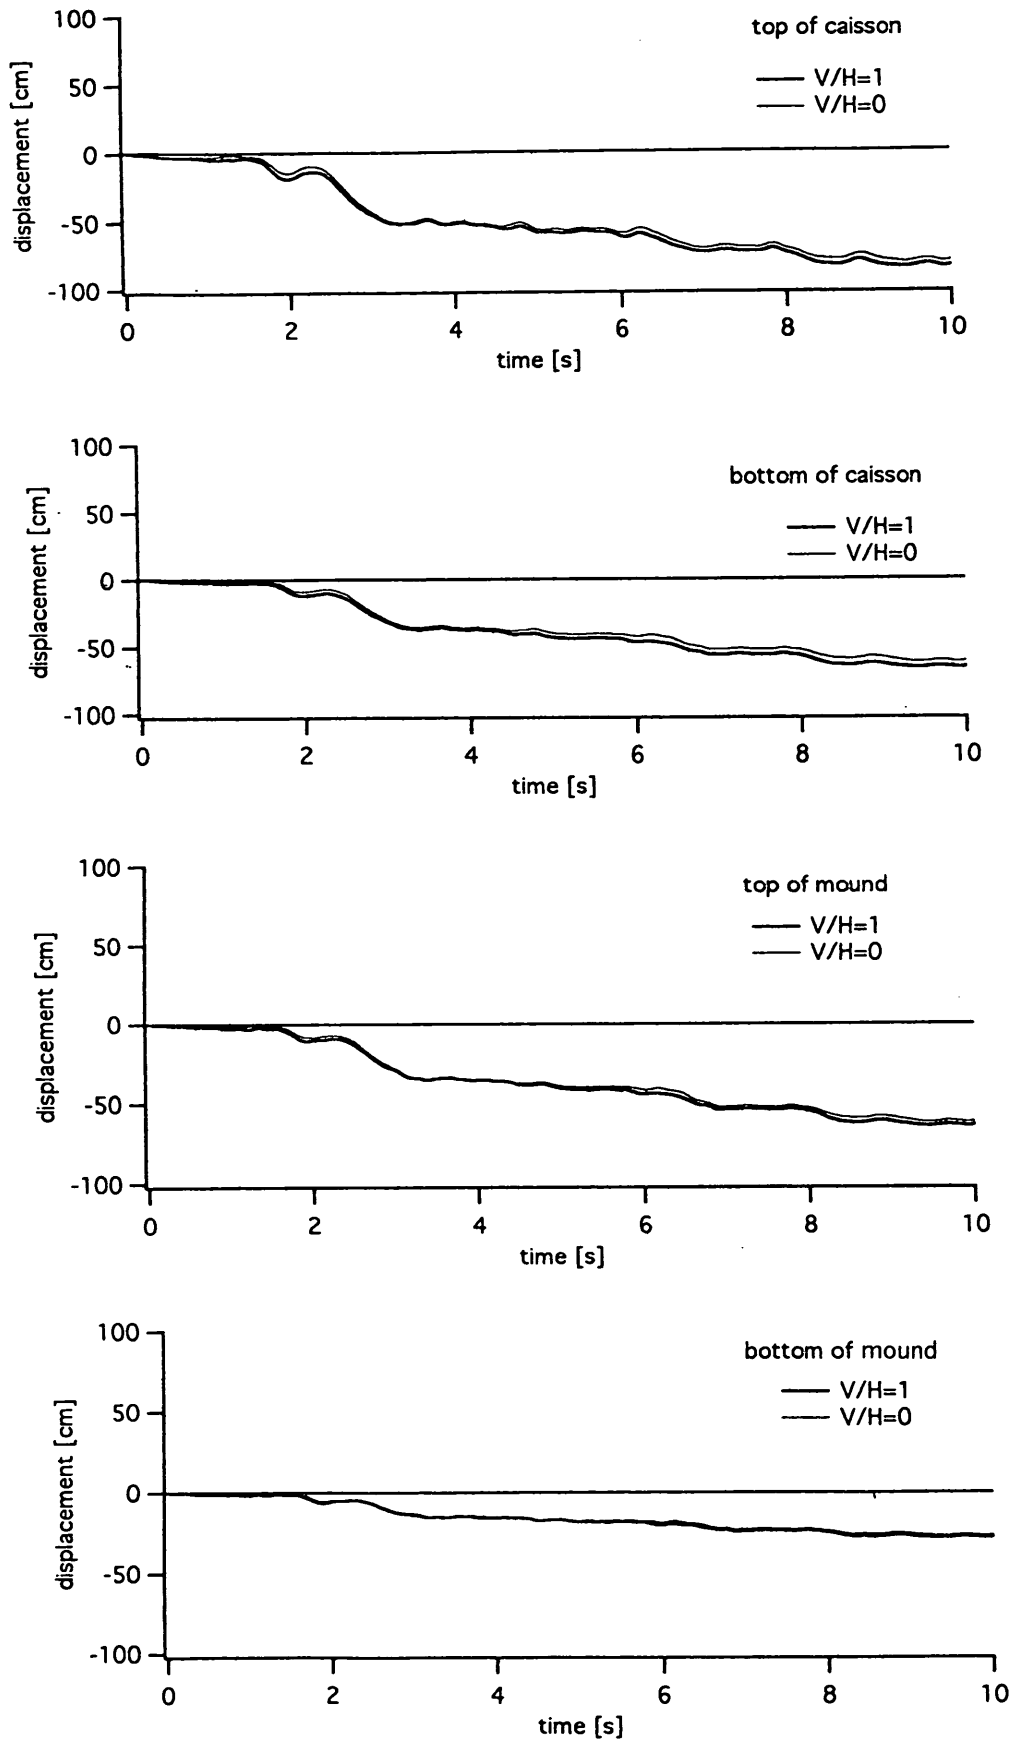 top of caisson
V/H=1
V/H=0
displacement [cm]
100
50
0
-50
-100
0 2 4 6 8 10
time [s]
bottom of caisson
V/H=1
V/H=0
displacement [cm]
100
50
0
-50
-100
0 2 4 6 8 10
time [s]
top of mound
V/H=1
V/H=0
displacement [cm]
100
50
0
-50
-100
0 2 4 6 8 10
time [s]
bottom of mound
V/H=1
V/H=0
displacement [cm]
100
50
0
-50
-100
0 2 4 6 8 10
time [s]